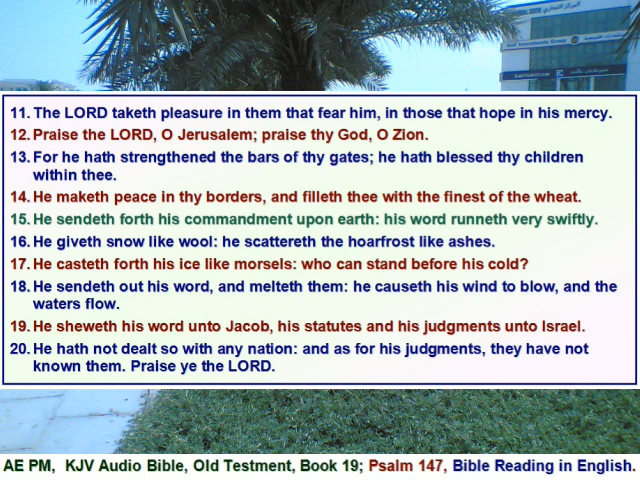 11. The LORD taketh pleasure in them that fear him, in those that hope in his mercy.
12. Praise the LORD, O Jerusalem; praise thy God, O Zion.
13. For he hath strengthened the bars of thy gates; he hath blessed thy children
within thee.
14. He maketh peace in thy borders, and filleth thee with the finest of the wheat.
15. He sendeth forth his commandment upon earth: his word runneth very swiftly.
16. He giveth snow like wool: he scattereth the hoarfrost like ashes.
17. He casteth forth his ice like morsels: who can stand before his cold?
18. He sendeth out his word, and melteth them: he causeth his wind to blow, and the
waters flow.
19. He sheweth his word unto Jacob, his statutes and his judgments unto Israel.
20. He hath not dealt so with any nation: and as for his judgments, they have not
known them. Praise ye the LORD.
AE PM, KJV Audio Bible, Old Testment, Book 19; Psalm 147, Bible Reading in English.